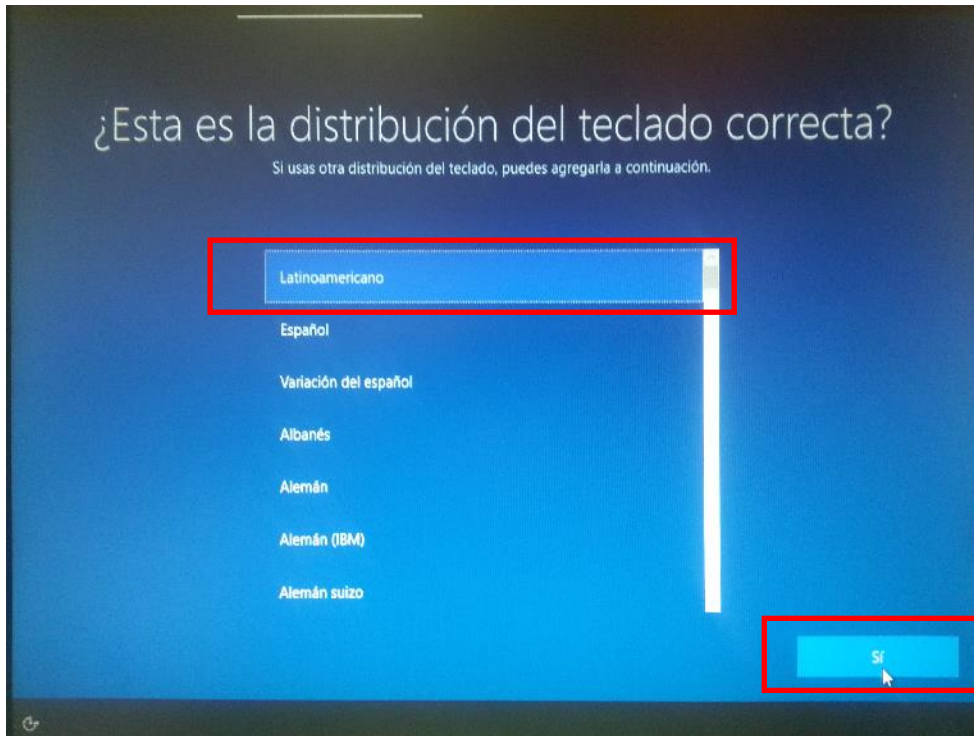 ¿Esta es la distribución del teclado correcta?
Si usas otra distribución del teclado, puedes agregarla a continuación.
Latinoamericano
Español
Variación del español
Albanés
Alemán
Alemán (IBM)
Alemán suizo
Sí